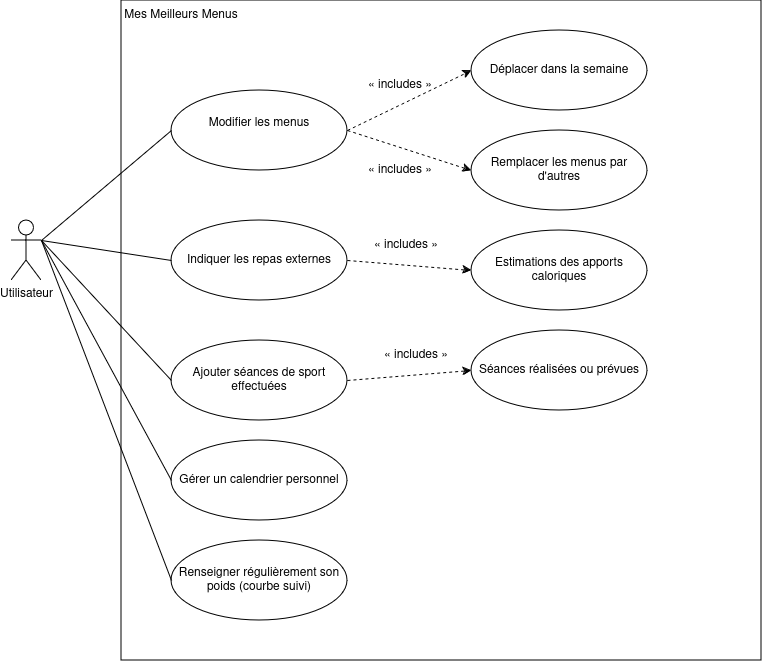 Mes Meilleurs Menus
Déplacer dans la semaine
« includes »
Modifier les menus
« includes »
Remplacer les menus par
d'autres
« includes »
Indiquer les repas externes
Estimations des apports
caloriques
Utilisateur
« includes »
Ajouter séances de sport
effectuées
Séances réalisées ou prévues
Gérer un calendrier personnel
Renseigner régulièrement son
poids (courbe suivi)